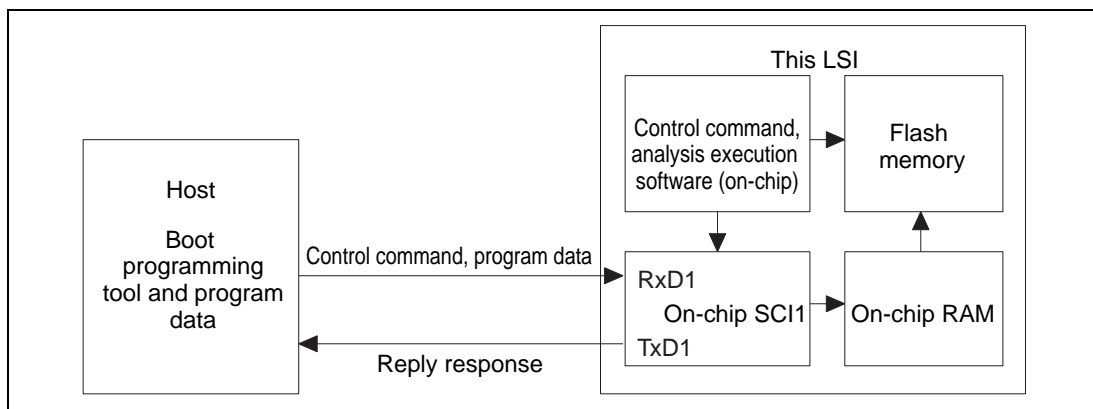 Host
Boot
programming
tool and program
data
Control command, program data
Reply response
This LSI
Control command,
analysis execution
software (on-chip)
Flash
memory
RxD1
On-chip SCI1
TxD1
On-chip RAM